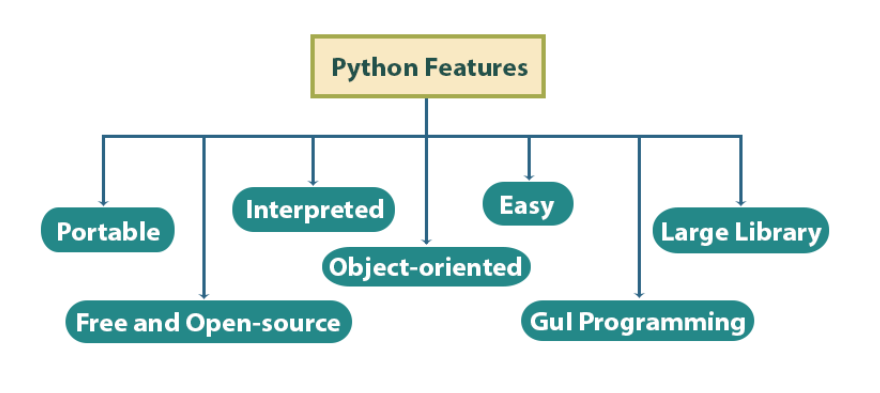 Python Features
Portable
Interpreted
Easy
Large Library
Object-oriented
Free and Open-source
GuI Programming